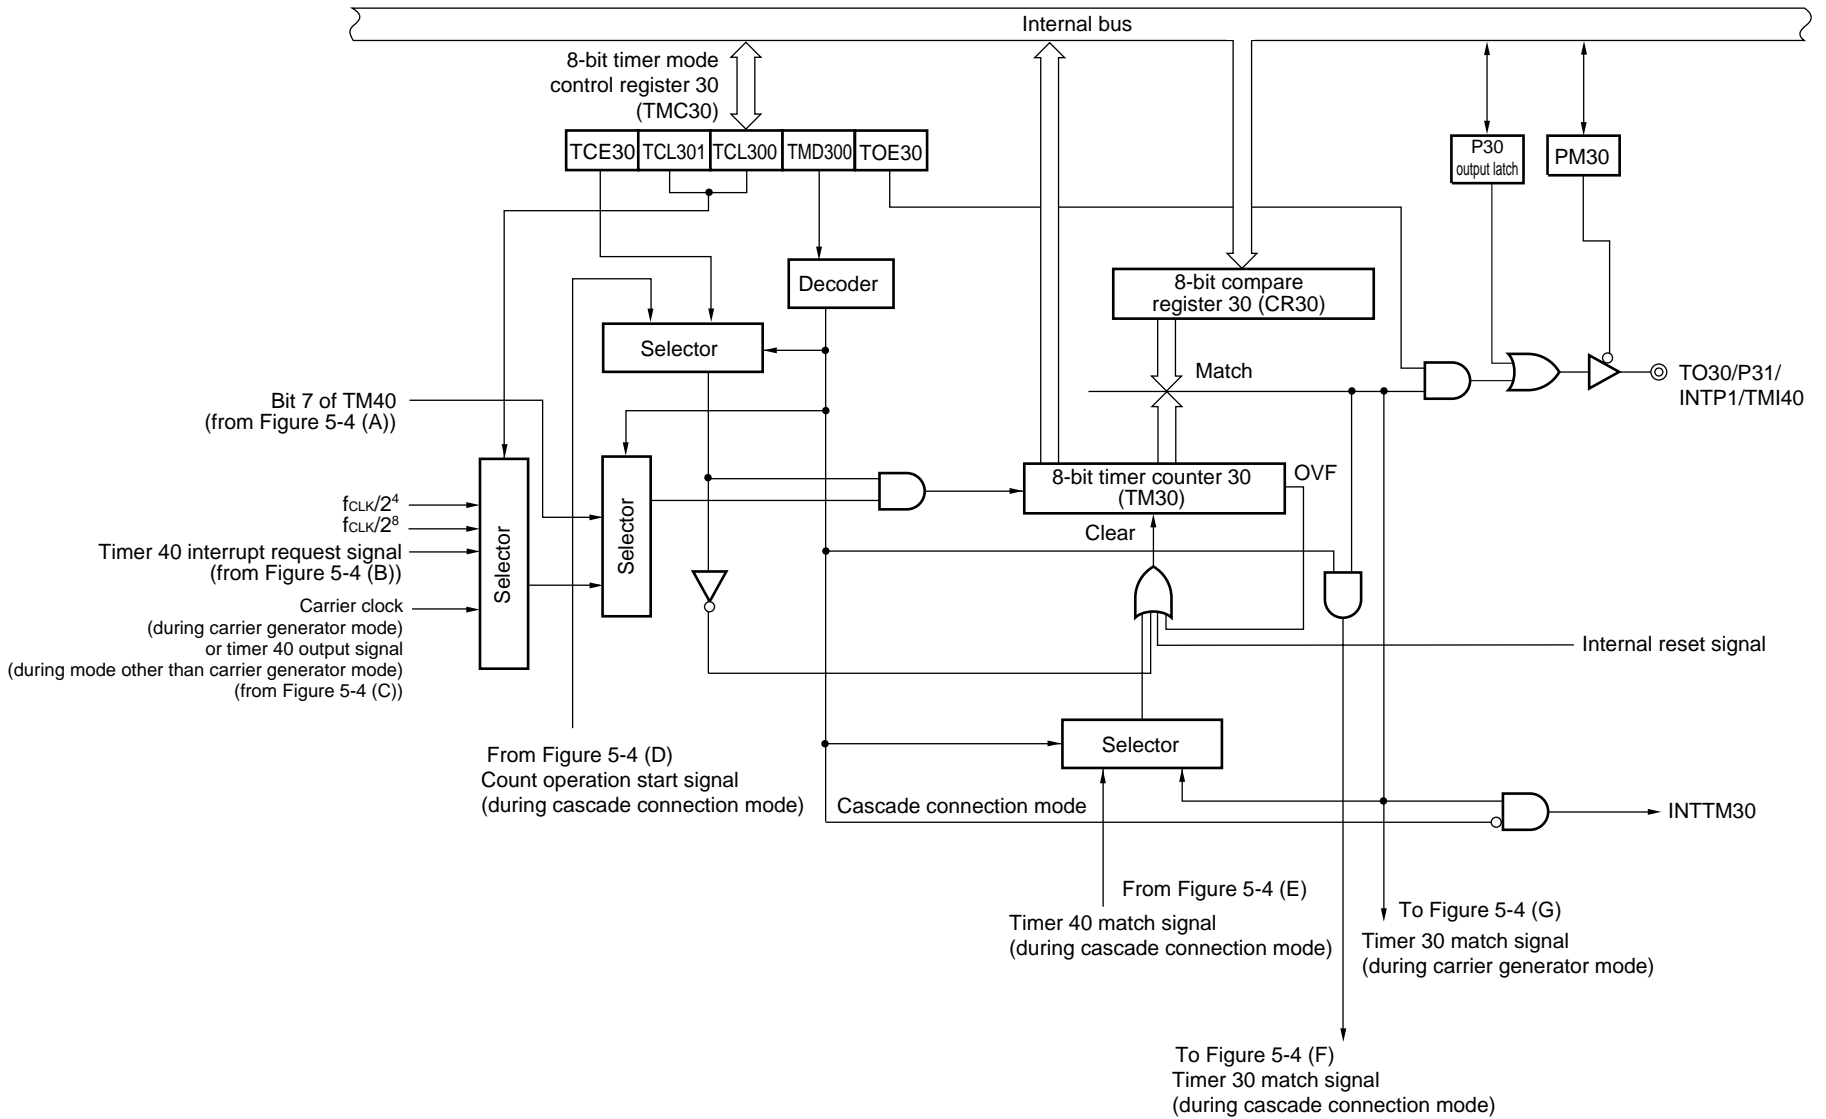 Internal bus
8-bit timer mode
control register 30
(TMC30)
TCE30 TCL301 TCL300 TMD300 TOE30
P30
output latch
PM30
Decoder
8-bit compare
register 30 (CR30)
Selector
Match
TO30/P31/
INTP1/TMI40
Bit 7 of TM40
(from Figure 5-4 (A))
8-bit timer counter 30
(TM30)
OVF
Clear
fCLK/2⁴
fCLK/2⁸
Timer 40 interrupt request signal
(from Figure 5-4 (B))
Carrier clock
(during carrier generator mode)
or timer 40 output signal
(during mode other than carrier generator mode)
(from Figure 5-4 (C))
Selector
Selector
Internal reset signal
From Figure 5-4 (D)
Count operation start signal
(during cascade connection mode)
Selector
Cascade connection mode
INTTM30
From Figure 5-4 (E)
Timer 40 match signal
(during cascade connection mode)
To Figure 5-4 (G)
Timer 30 match signal
(during carrier generator mode)
To Figure 5-4 (F)
Timer 30 match signal
(during cascade connection mode)